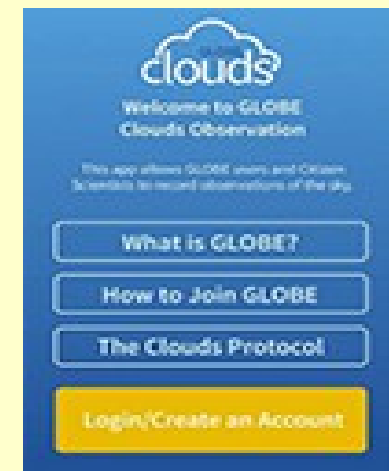 GLOBE
clouds
Welcome to GLOBE
Clouds Observation
This app allows GLOBE users and Citizen
Scientists to record observations of the sky.
What is GLOBE?
How to Join GLOBE
The Clouds Protocol
Login/Create an Account